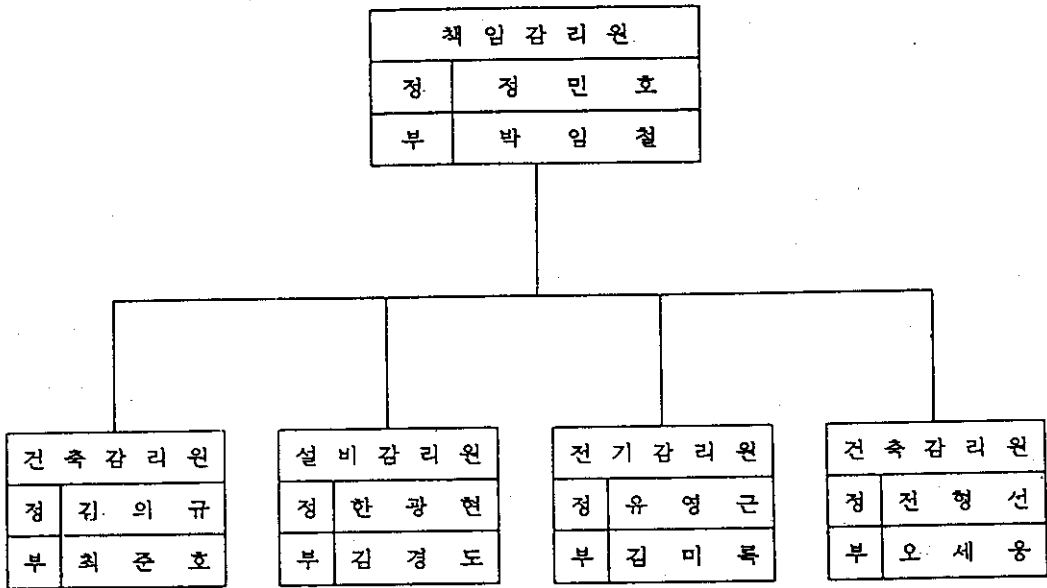 책임감리원
정 정민호
부 박임철
건축감리원
정 김의규
부 최준호
설비감리원
정 한광현
부 김경도
전기감리원
정 유영근
부 김미록
건축감리원
정 전형선
부 오세웅